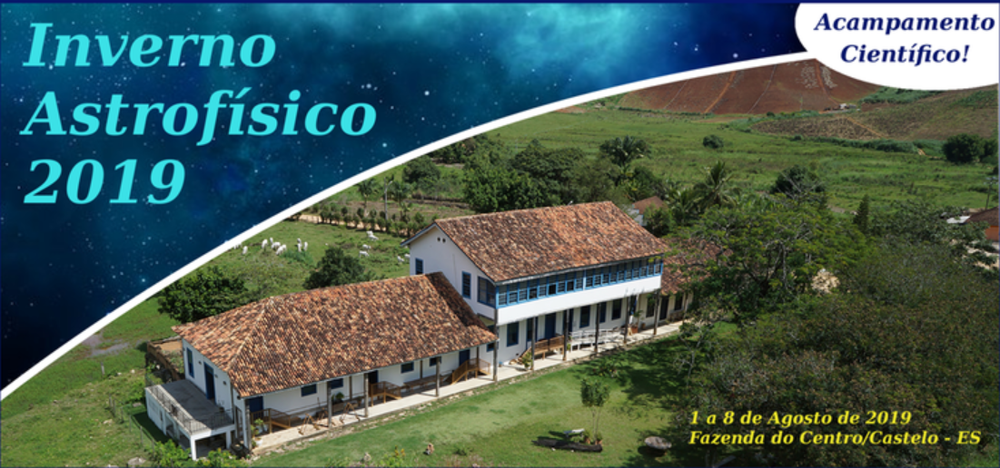 Inverno
Astrofísico
2019
Acampamento
Científico!
1 a 8 de Agosto de 2019
Fazenda do Centro/Castelo - ES